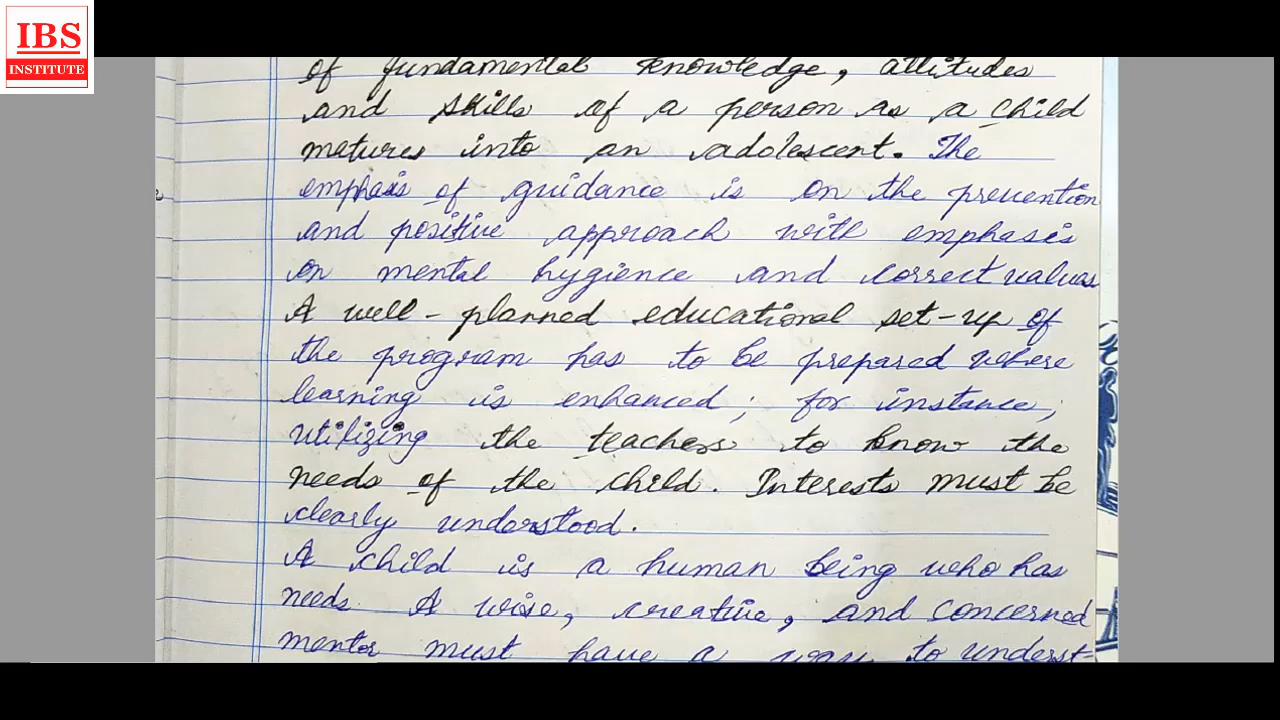 IBS
INSTITUTE
of fundamental knowledge, attitudes
and skills of a person as a child
matures into an adolescent. The
emphasis of guidance is on the prevention
and positive approach with emphasis
on mental hygience and correct values
A well-planned educational set-up of
the program has to be prepared where
learning is enhanced; for instance;
utilizing the teachers to know the
needs of the child. Interests must be
clearly understood.
A child is a human being who has
needs. A wise, creative, and concerned
mentor must have a way to underst-